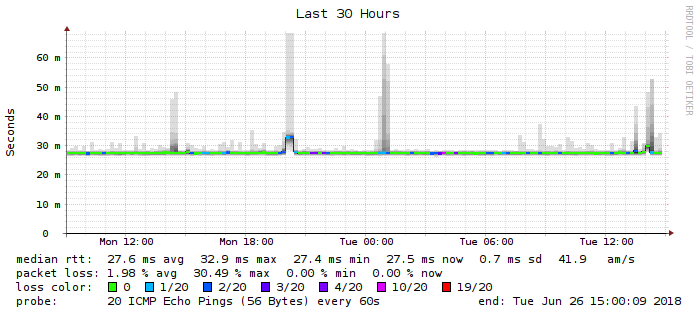 Last 30 Hours
RRDTOOL / TOBI OETIKER
Seconds
60 m
50 m
40 m
30 m
20 m
10 m
0
Mon 12:00 Mon 18:00 Tue 00:00 Tue 06:00 Tue 12:00
median rtt: 27.6 ms avg 32.9 ms max 27.4 ms min 27.5 ms now 0.7 ms sd 41.9 am/s
packet loss: 1.98 % avg 30.49 % max 0.00 % min 0.00 % now
loss color: 0 1/20 2/20 3/20 4/20 10/20 19/20
probe: 20 ICMP Echo Pings (56 Bytes) every 60s end: Tue Jun 26 15:00:09 2018